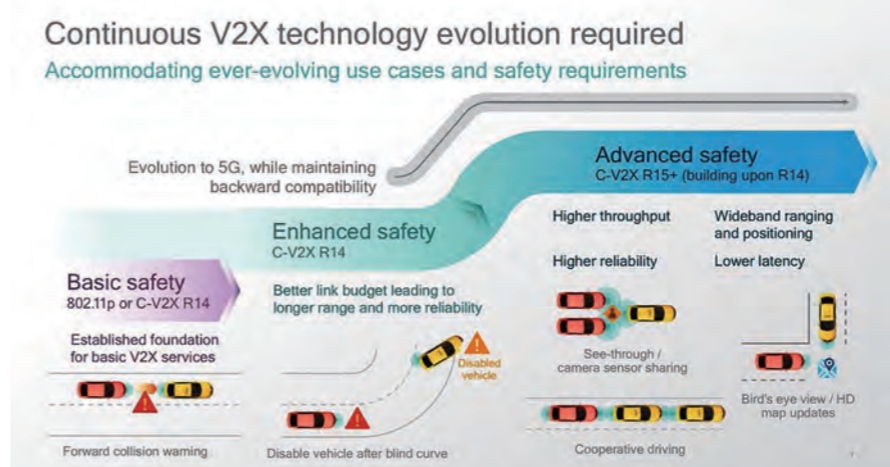 Continuous V2X technology evolution required
Accommodating ever-evolving use cases and safety requirements
Evolution to 5G, while maintaining
backward compatibility
Basic safety
802.11p or C-V2X R14
Established foundation
for basic V2X services
Forward collision warning
Enhanced safety
C-V2X R14
Better link budget leading to
longer range and more reliability
Disabled
vehicle
Disable vehicle after blind curve
Advanced safety
C-V2X R15+ (building upon R14)
Higher throughput
Wideband ranging
and positioning
Higher reliability
Lower latency
See-through /
camera sensor sharing
Bird's eye view / HD
map updates
Cooperative driving